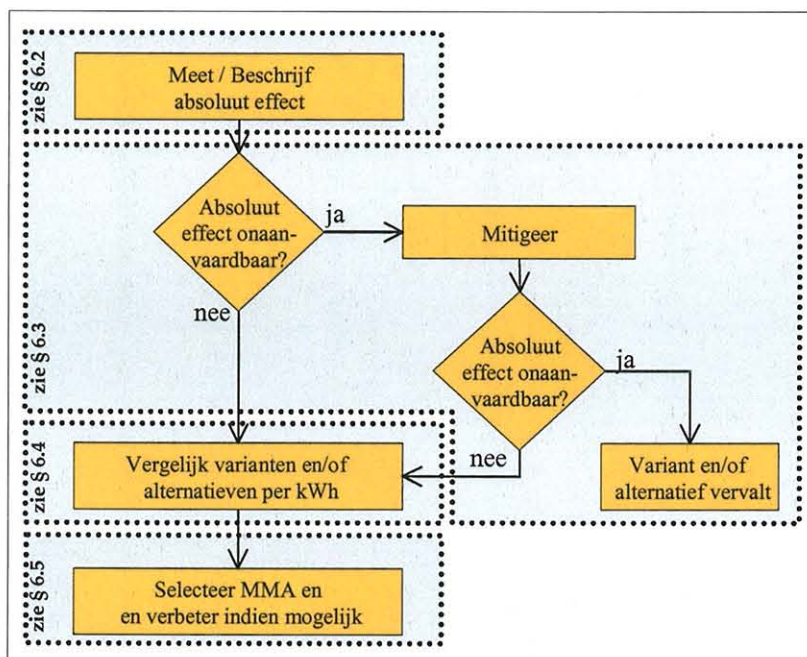 zie § 6.2
Meet / Beschrijf
absoluut effect
zie § 6.3
Absoluut
effect onaan-
vaardbaar?
ja
nee
Mitigeer
Absoluut
effect onaan-
vaardbaar?
ja
nee
Variant en/of
alternatief vervalt
zie § 6.4
Vergelijk varianten en/of
alternatieven per kWh
zie § 6.5
Selecteer MMA en
en verbeter indien mogelijk